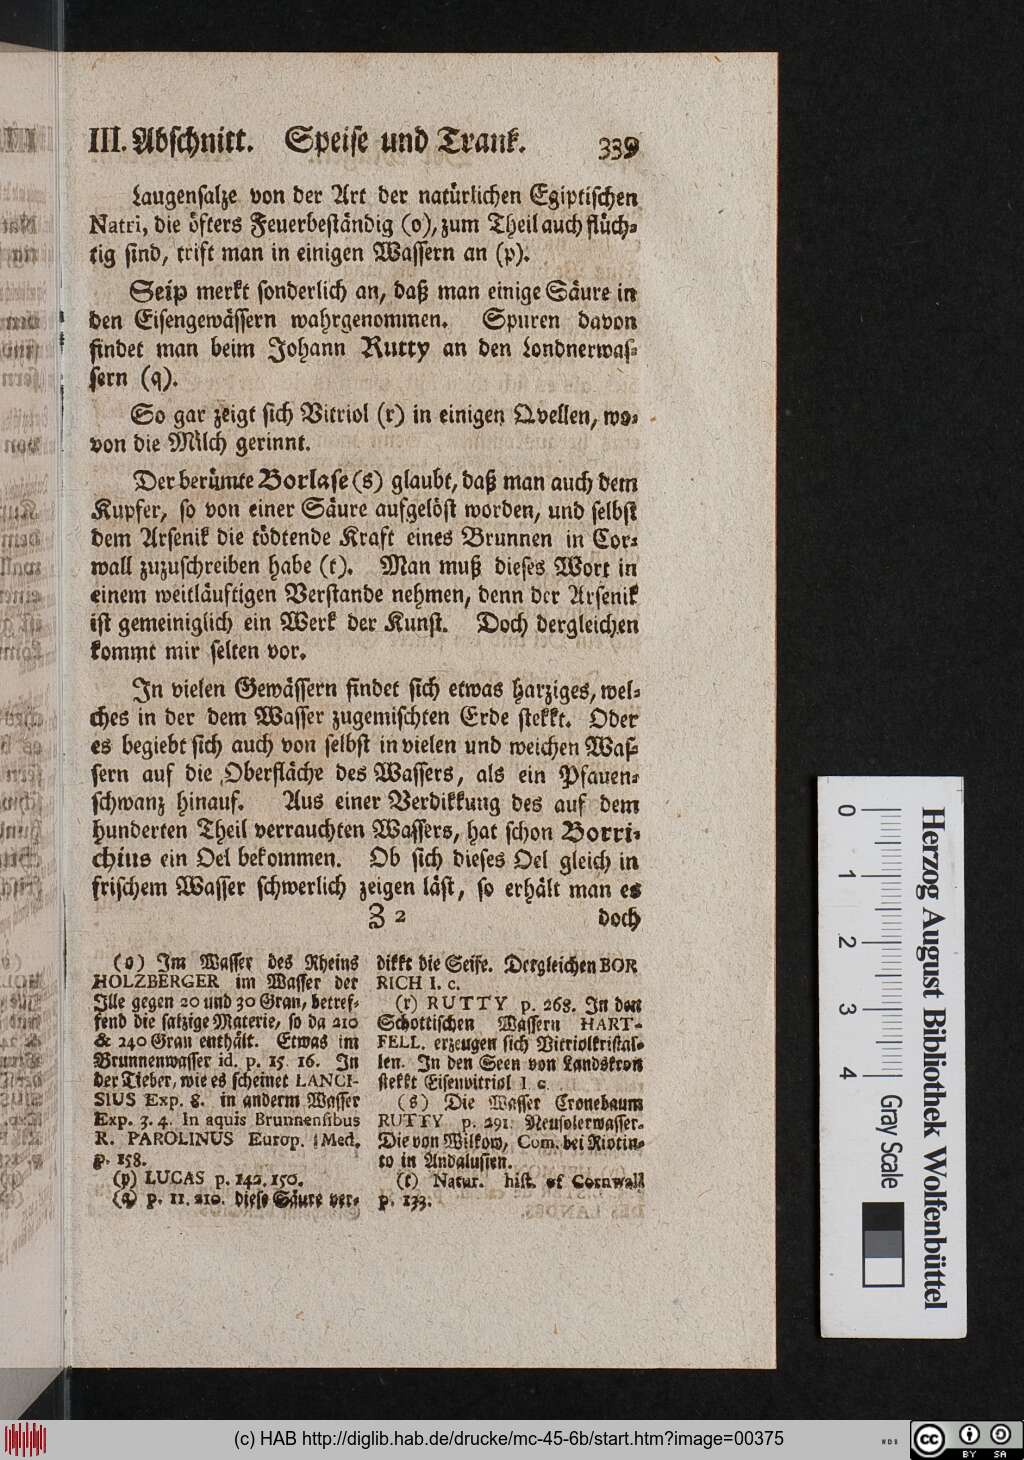 III. Abschnitt. Speise und Trank. 339
Laugensalze von der Art der natürlichen Egiptischen
Natri, die öfters Feuerbeständig (o), zum Theil auch flüch-
tig sind, trift man in einigen Wassern an (p).
Seip merkt sonderlich an, daß man einige Säure in
den Eisengewässern wahrgenommen. Spuren davon
findet man beim Johann Rutty an den Londnerwas-
sern (q).
So gar zeigt sich Vitriol (r) in einigen Qvellen, wo-
von die Milch gerinnt.
Der berümte Borlase (s) glaubt, daß man auch dem
Kupfer, so von einer Säure aufgelöst worden, und selbst
dem Arsenik die tödtende Kraft eines Brunnen in Cor-
wall zuzuschreiben habe (t). Man muß dieses Wort in
einem weitläuftigen Verstande nehmen, denn der Arsenik
ist gemeiniglich ein Werk der Kunst. Doch dergleichen
kommt mir selten vor.
In vielen Gewässern findet sich etwas harziges, wel-
ches in der dem Wasser zugemischten Erde stekkt. Oder
es begiebt sich auch von selbst in vielen und weichen Was-
sern auf die Oberfläche des Wassers, als ein Pfauen-
schwanz hinauf. Aus einer Verdikkung des auf dem
hunderten Theil verrauchten Wassers, hat schon Borri-
chius ein Oel bekommen. Ob sich dieses Oel gleich in
frischem Wasser schwerlich zeigen läst, so erhält man es
Z 2 doch
(o) Im Wasser des Rheins
HOLZBERGER im Wasser der
Ille gegen 20 und 30 Gran, betref-
fend die salzige Materie, so da 210
& 240 Gran enthält. Etwas im
Brunnenwasser id. p. 15. 16. In
der Tieber, wie es scheinet LANCI-
SIUS Exp. 8. in anderm Wasser
Exp. 3. 4. In aquis Brunnensibus
R. PAROLINUS Europ. Med.
p. 158.
(p) LUCAS p. 142. 150.
(q) p. 11. 210. diese Säure ver-
dikkt die Seife. Dergleichen BOR
RICH I. c.
(r) RUTTY p. 268. In den
Schottischen Wassern HART-
FELL. erzeugen sich Vitriolkristal-
len. In den Seen von Landskron
stekkt Eisenvitriol I c.
(s) Die Wasser Cronebaum
RUTTY p. 291. Neusolerwasser.
Die von Wilkow, Com. bei Riotin-
to in Andalusien.
(t) Natur. hist. of Cornwall
p. 133.
Herzog August Bibliothek Wolfenbüttel
0 1 2 3 4 Gray Scale
(c) HAB http://diglib.hab.de/drucke/mc-45-6b/start.htm?image=00375
cc BY SA